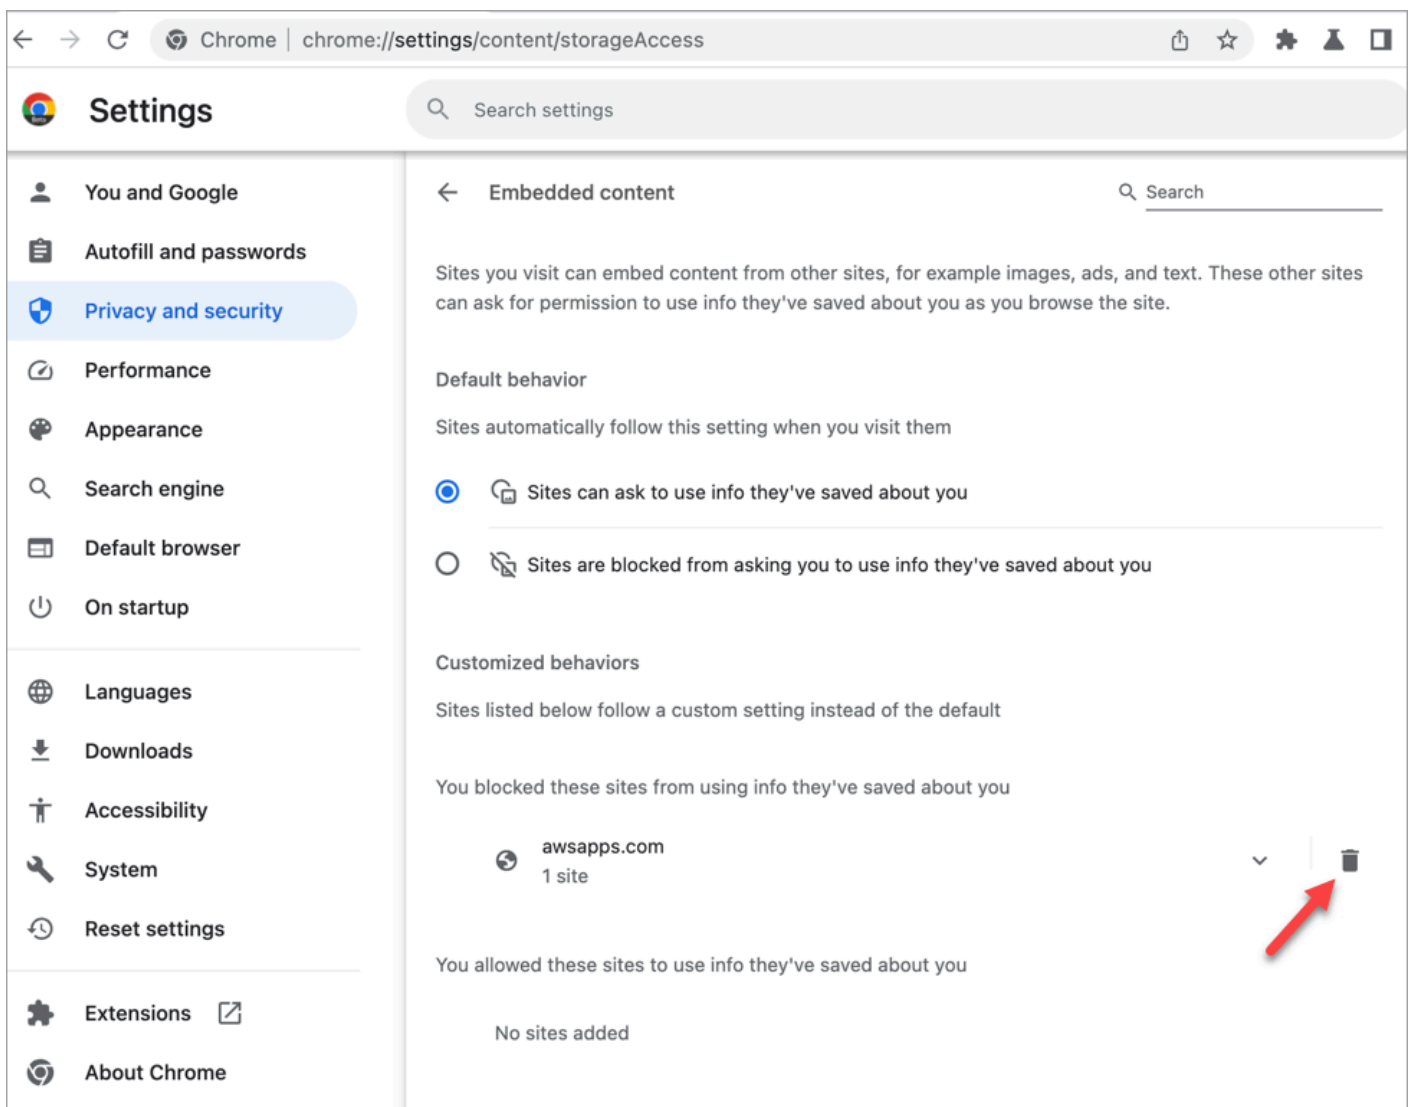 Chrome | chrome://settings/content/storageAccess
Settings
Search settings
You and Google
Autofill and passwords
Privacy and security
Performance
Appearance
Search engine
Default browser
On startup
Languages
Downloads
Accessibility
System
Reset settings
Extensions
About Chrome
Embedded content
Search
Sites you visit can embed content from other sites, for example images, ads, and text. These other sites
can ask for permission to use info they've saved about you as you browse the site.
Default behavior
Sites automatically follow this setting when you visit them
Sites can ask to use info they've saved about you
Sites are blocked from asking you to use info they've saved about you
Customized behaviors
Sites listed below follow a custom setting instead of the default
You blocked these sites from using info they've saved about you
awsapps.com
1 site
You allowed these sites to use info they've saved about you
No sites added